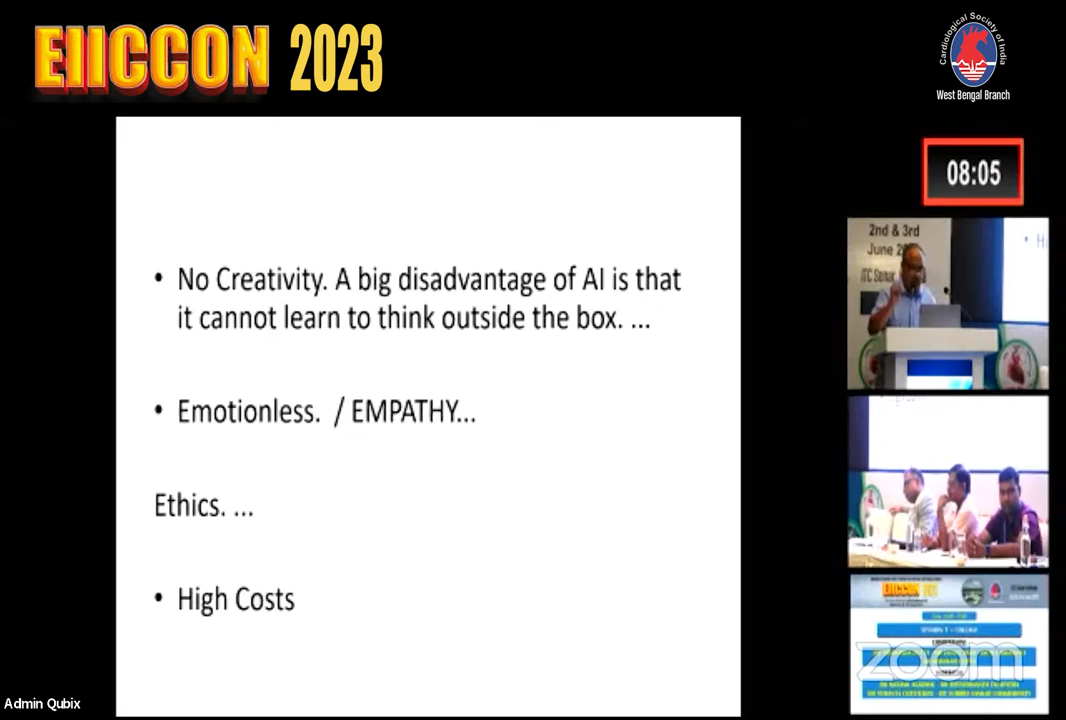 EIICCON 2023
Cardiological Society of India
West Bengal Branch
08:05
2nd & 3rd
June
ITC
• No Creativity. A big disadvantage of AI is that
it cannot learn to think outside the box. ...
• Emotionless.  / EMPATHY...
Ethics. ...
• High Costs
EIICCON
zoom
Admin Qubix